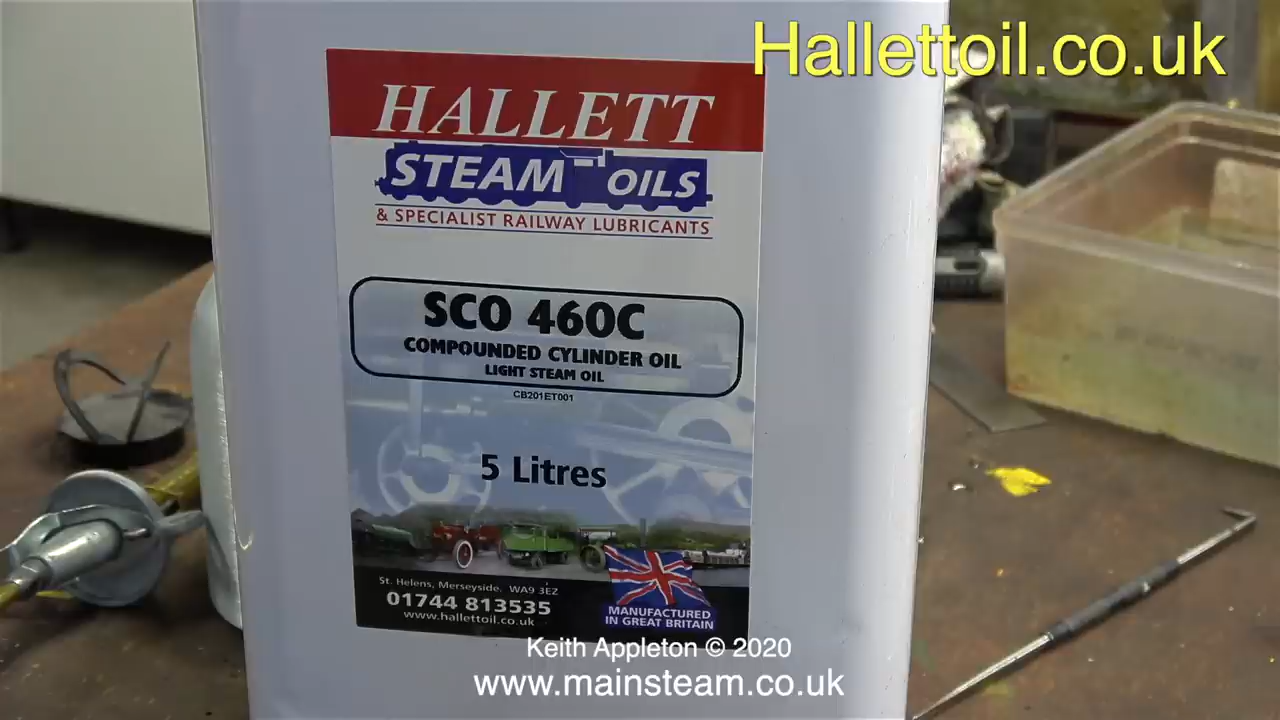 Hallettoil.co.uk
HALLETT
STEAM OILS
& SPECIALIST RAILWAY LUBRICANTS
SCO 460C
COMPOUNDED CYLINDER OIL
LIGHT STEAM OIL
CB201ET001
5 Litres
St. Helens, Merseyside. WA9 3EZ
01744 813535
www.hallettoil.co.uk
MANUFACTURED
IN GREAT BRITAIN
Keith Appleton © 2020
www.mainsteam.co.uk